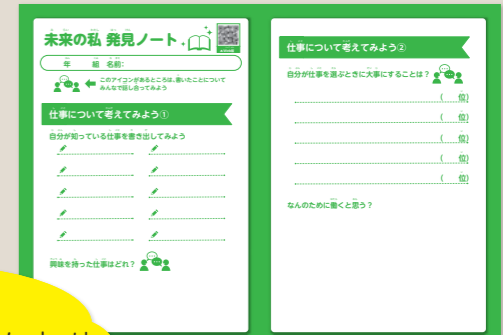 未来の私 発見ノート
年 組 名前:
このアイコンがあるところは、書いたことについて
みんなで話し合ってみよう
仕事について考えてみよう①
自分が知っている仕事を書き出してみよう
興味を持った仕事はどれ?
仕事について考えてみよう②
自分が仕事を選ぶときに大事にすることは?
( 位)
( 位)
( 位)
( 位)
( 位)
なんのために働くと思う?